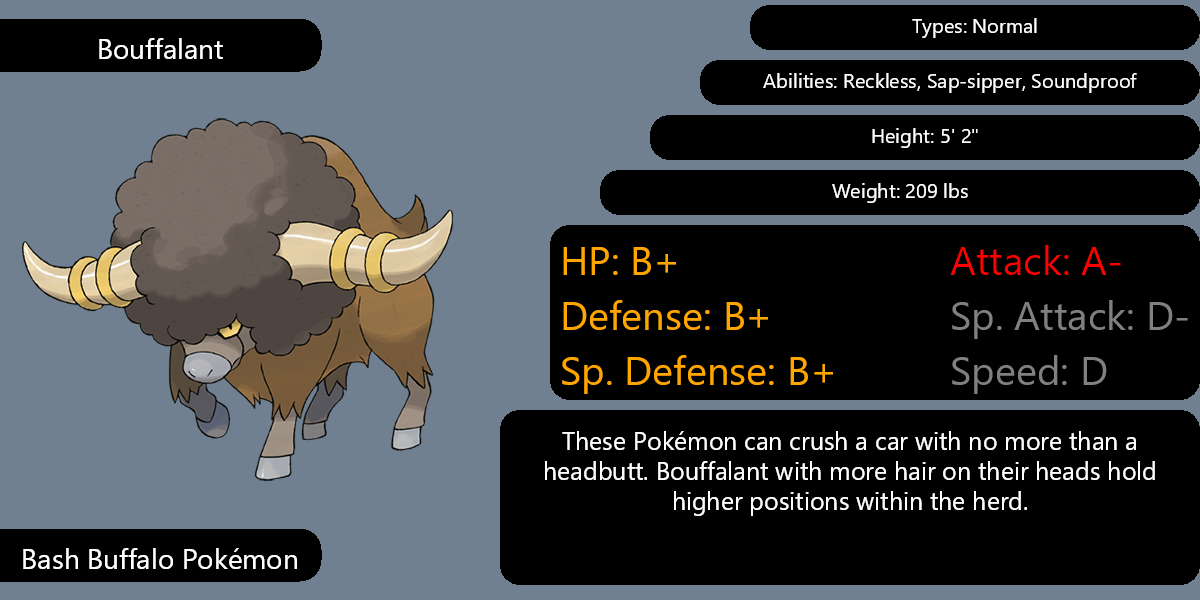 Bouffalant
Types: Normal
Abilities: Reckless, Sap-sipper, Soundproof
Height: 5' 2"
Weight: 209 lbs
HP: B+
Attack: A-
Defense: B+
Sp. Attack: D-
Sp. Defense: B+
Speed: D
These Pokémon can crush a car with no more than a
headbutt. Bouffalant with more hair on their heads hold
higher positions within the herd.
Bash Buffalo Pokémon